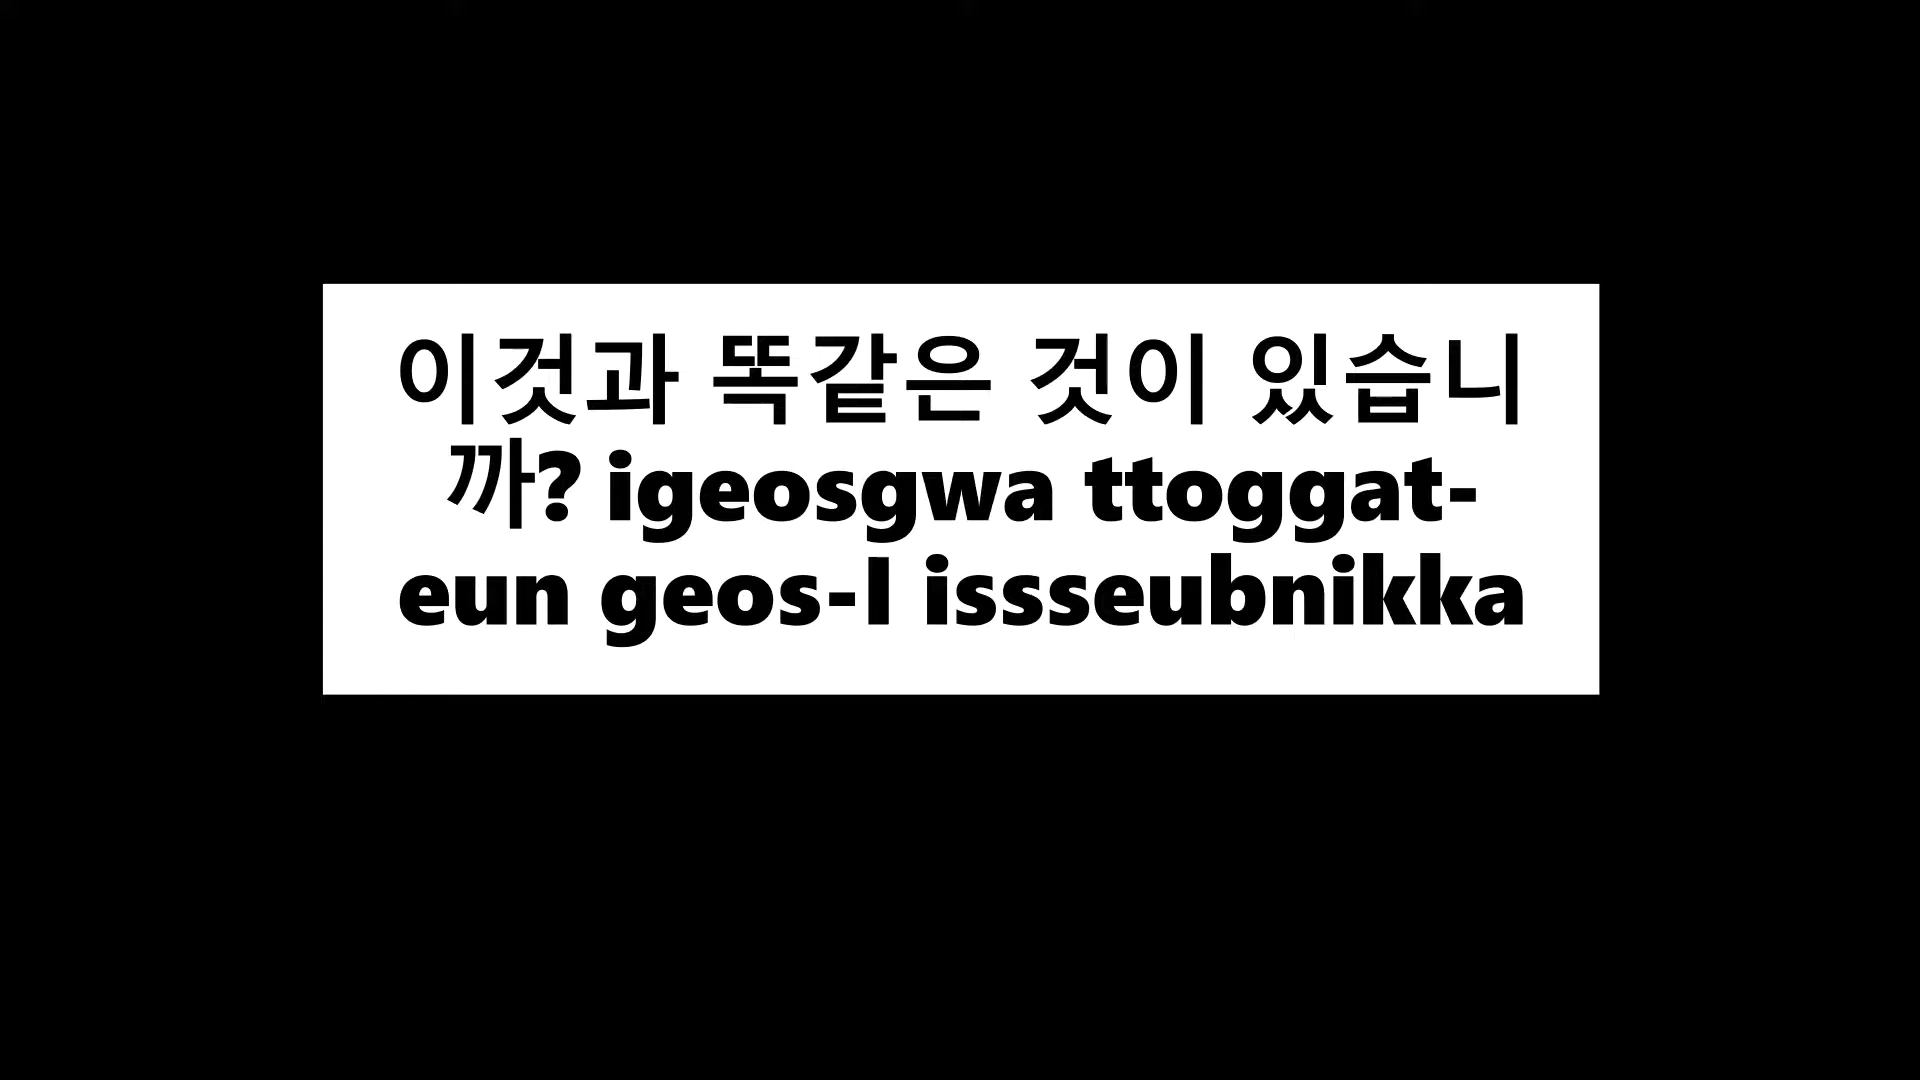 이것과 똑같은 것이 있습니
까? igeosgwa ttoggat-
eun geos-I issseubnikka